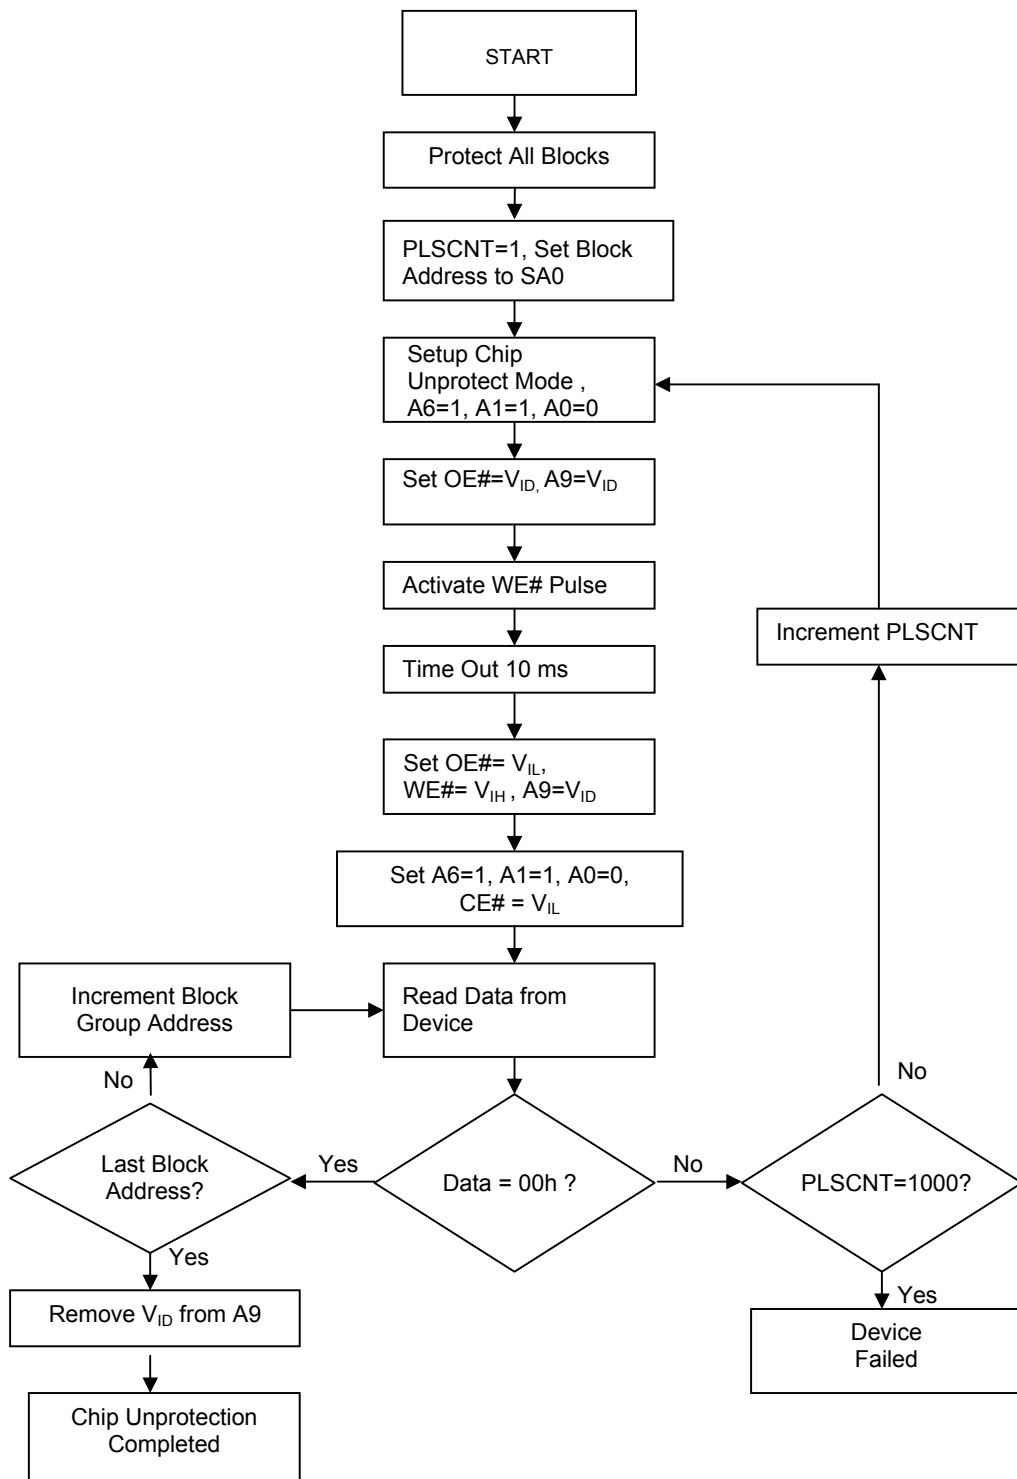 START
Protect All Blocks
PLSCNT=1, Set Block
Address to SA0
Setup Chip
Unprotect Mode ,
A6=1, A1=1, A0=0
Set OE#=VID, A9=VID
Activate WE# Pulse
Increment PLSCNT
Time Out 10 ms
Set OE#= VIL,
WE#= VIH , A9=VID
Set A6=1, A1=1, A0=0,
CE# = VIL
Increment Block
Group Address
Read Data from
Device
No
No
Last Block
Address?
Yes
Data = 00h ?
No
PLSCNT=1000?
Yes
Yes
Remove VID from A9
Device
Failed
Chip Unprotection
Completed